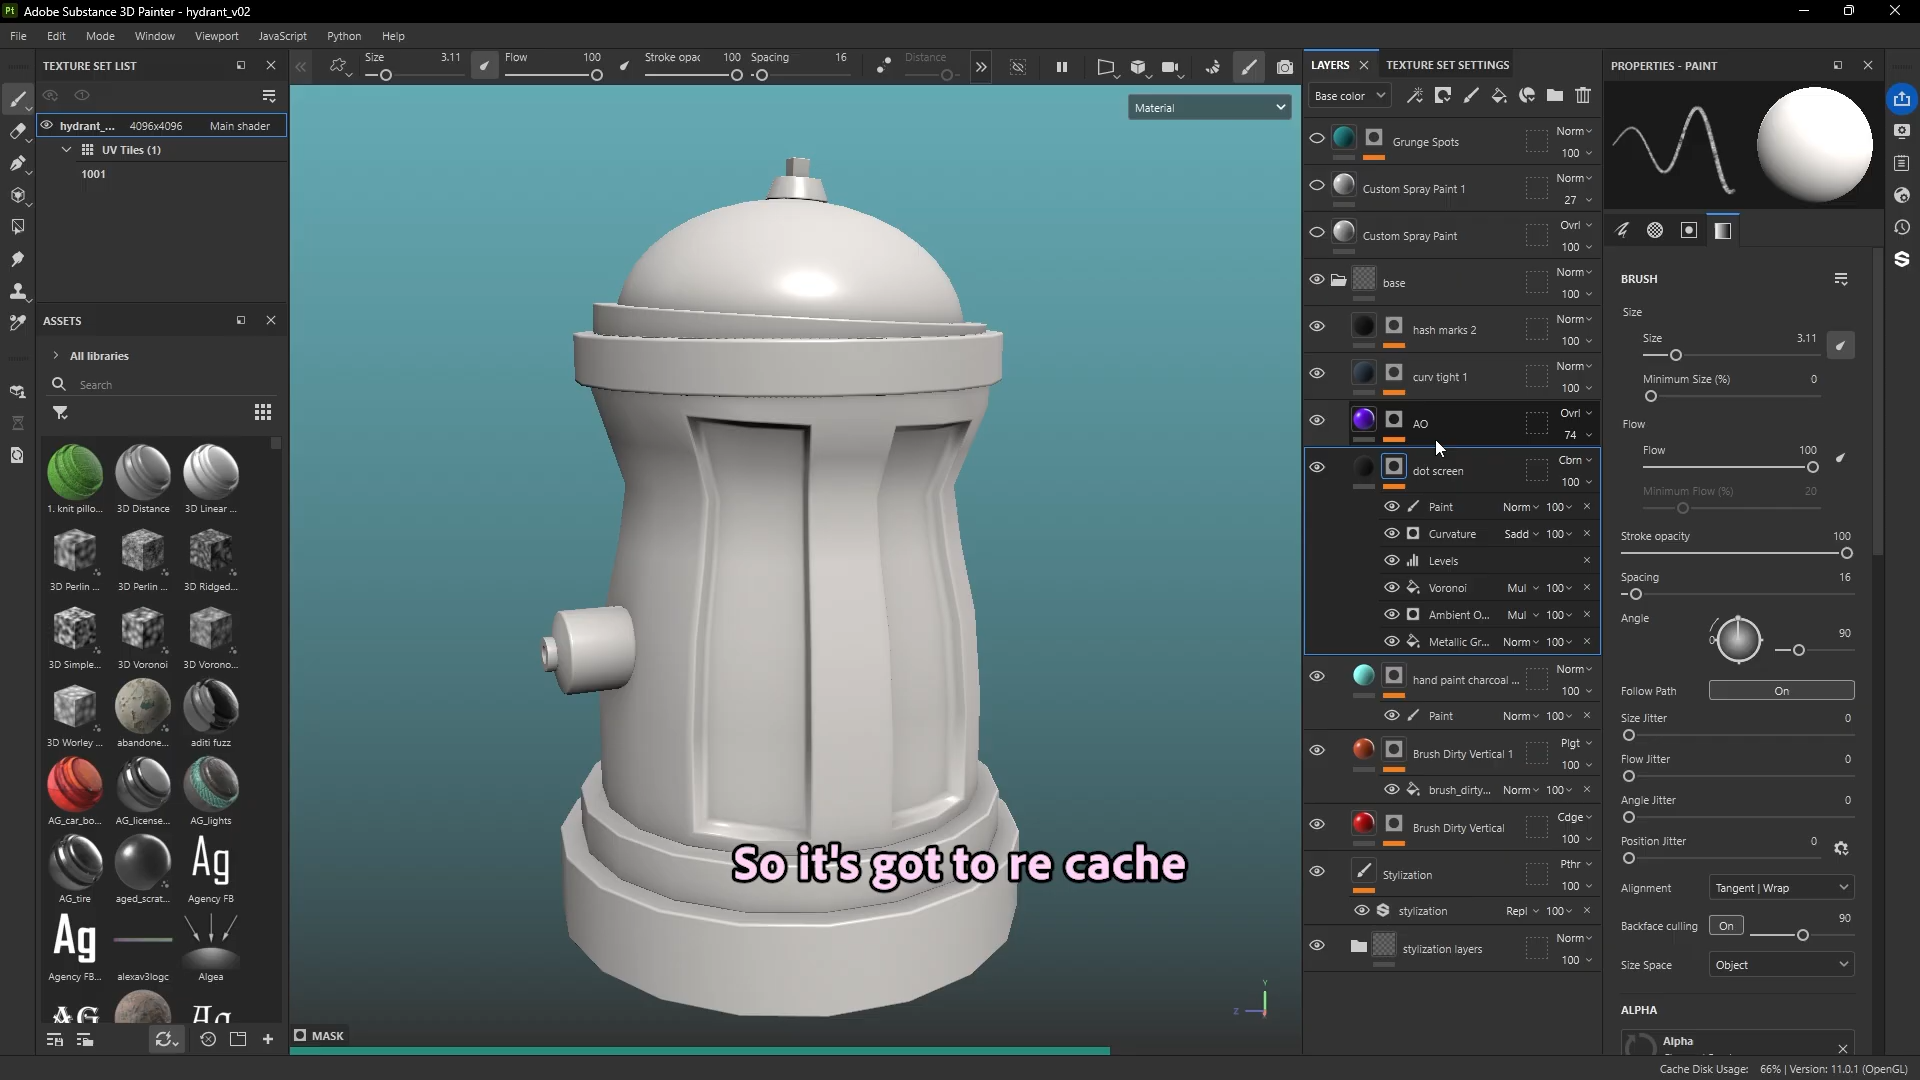 Pt Adobe Substance 3D Painter - hydrant_v02
File Edit Mode Window Viewport JavaScript Python Help
TEXTURE SET LIST
hydrant_... 4096x4096 Main shader
UV Tiles (1)
1001
ASSETS
All libraries
Search
1. knit pillo... 3D Distance 3D Linear ...
3D Perlin ... 3D Perlin ... 3D Ridged...
3D Simple... 3D Voronoi 3D Vorono...
3D Worley ... abandone... aditi fuzz
AG_car_bo... AG_license... AG_lights
Ag
AG_tire aged_scrat... Agency FB
Ag
Agency FB... alexav3logc Algea
AG Ag
Size 3.11 Flow 100 Stroke opac 100 Spacing 16 Distance
Material
So it's got to re cache
Y
Z
MASK
LAYERS TEXTURE SET SETTINGS
Base color
Grunge Spots Norm 100
Custom Spray Paint 1 Norm 27
Custom Spray Paint Ovrl 100
base Norm 100
hash marks 2 Norm 100
curv tight 1 Norm 100
AO Ovrl 74
dot screen Cbrn 100
Paint Norm 100
Curvature Sadd 100
Levels
Voronoi Mul 100
Ambient O... Mul 100
Metallic Gr... Norm 100
hand paint charcoal ... Norm 100
Paint Norm 100
Brush Dirty Vertical 1 Plgt 100
brush_dirty... Norm 100
Brush Dirty Vertical Cdge 100
Stylization Pthr 100
stylization Repl 100
stylization layers Norm 100
PROPERTIES - PAINT
BRUSH
Size
Size 3.11
Minimum Size (%) 0
Flow
Flow 100
Minimum Flow (%) 20
Stroke opacity 100
Spacing 16
Angle 0 90
Follow Path On
Size Jitter 0
Flow Jitter 0
Angle Jitter 0
Position Jitter 0
Alignment Tangent | Wrap
Backface culling On 90
Size Space Object
ALPHA
Alpha
Cache Disk Usage: 66% | Version: 11.0.1 (OpenGL)